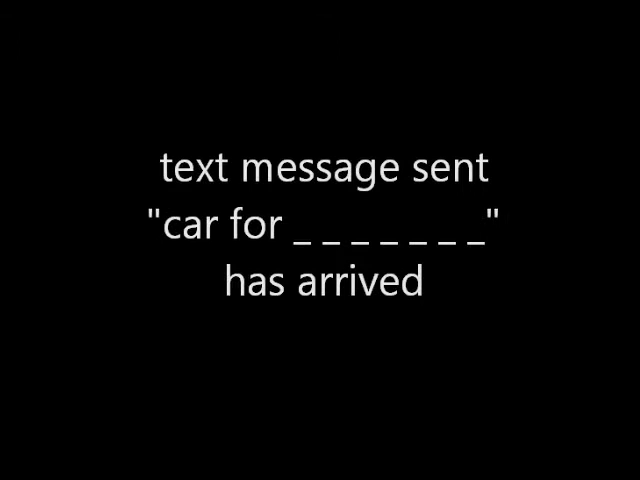 text message sent
"car for _ _ _ _ _ _ _"
has arrived